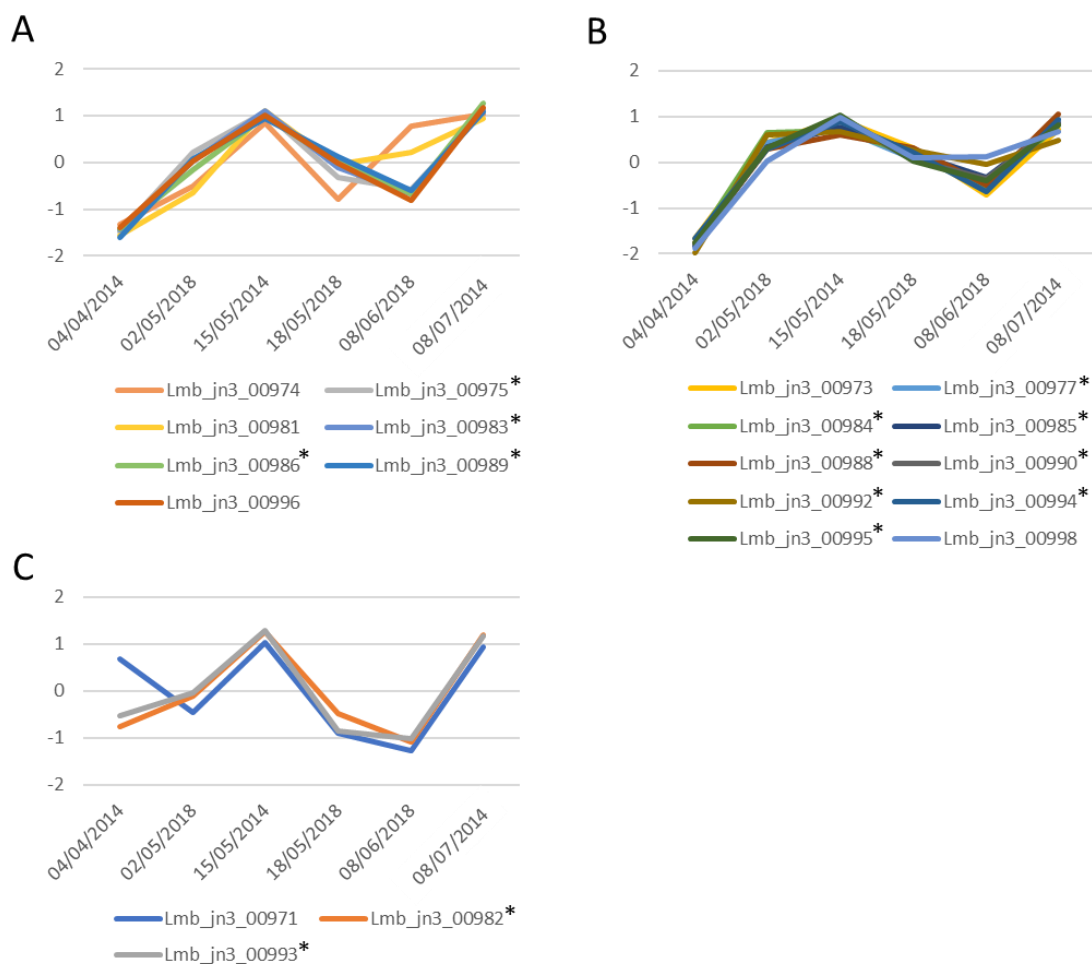 A
2
1
0
-1
-2
04/04/2014
02/05/2018
15/05/2014
18/05/2018
08/06/2018
08/07/2014
Lmb_jn3_00974 Lmb_jn3_00975*
Lmb_jn3_00981 Lmb_jn3_00983*
Lmb_jn3_00986* Lmb_jn3_00989*
Lmb_jn3_00996
B
2
1
0
-1
-2
04/04/2014
02/05/2018
15/05/2014
18/05/2018
08/06/2018
08/07/2014
Lmb_jn3_00973 Lmb_jn3_00977*
Lmb_jn3_00984* Lmb_jn3_00985*
Lmb_jn3_00988* Lmb_jn3_00990*
Lmb_jn3_00992* Lmb_jn3_00994*
Lmb_jn3_00995* Lmb_jn3_00998
C
2
1
0
-1
-2
04/04/2014
02/05/2018
15/05/2014
18/05/2018
08/06/2018
08/07/2014
Lmb_jn3_00971 Lmb_jn3_00982*
Lmb_jn3_00993*